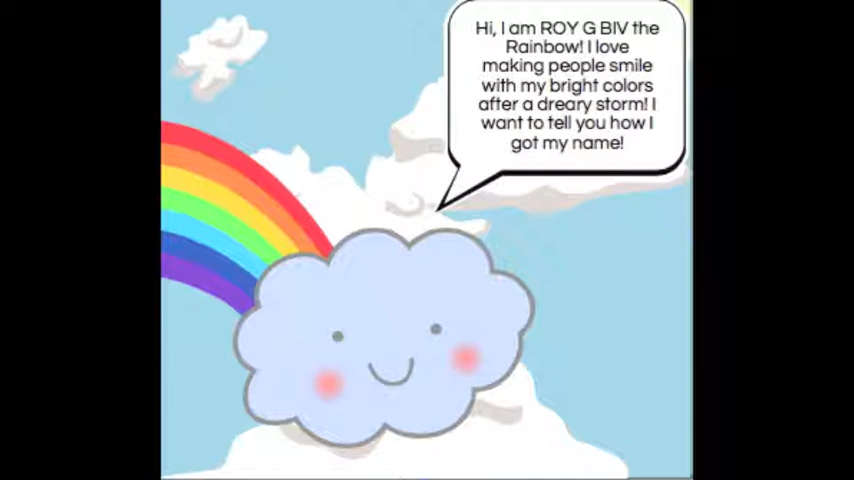 Hi, I am ROY G BIV the
Rainbow! I love
making people smile
with my bright colors
after a dreary storm! I
want to tell you how I
got my name!